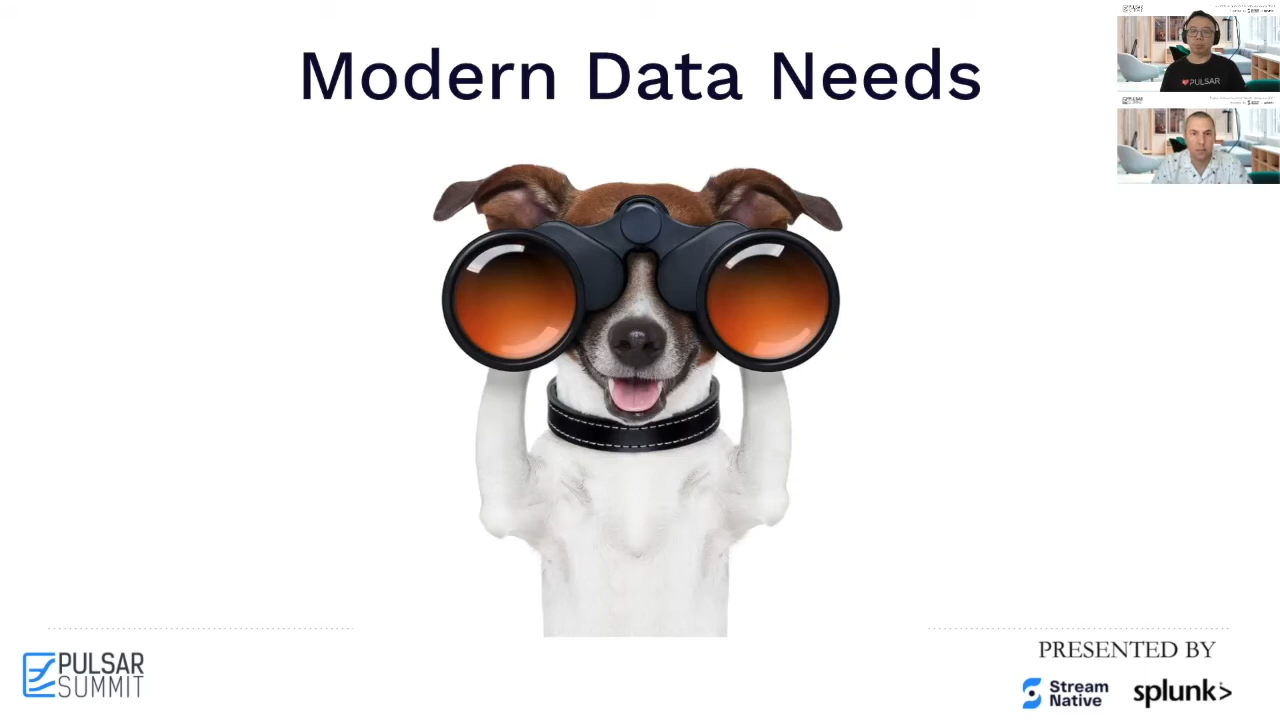 Modern Data Needs
PULSAR
PULSAR
SUMMIT
PRESENTED BY
Stream
Native
splunk>